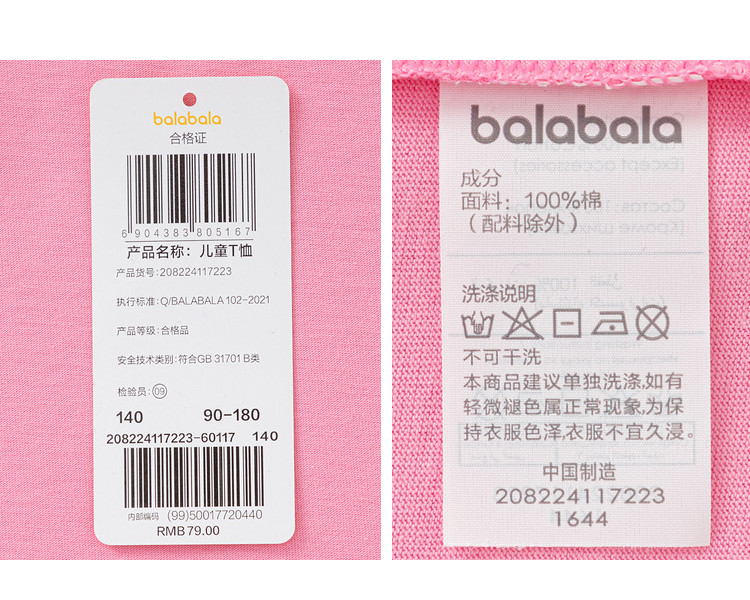 balabala
合格证
6 904383 805167
产品名称：儿童T恤
产品货号:208224117223
执行标准:Q/BALABALA 102-2021
产品等级:合格品
安全技术类别:符合GB 31701 B类
检验员:09
140 90-180
208224117223-60117 140
内部编码 (99)50017720440
RMB 79.00
balabala
成分
面料：100%棉
（配料除外）
洗涤说明
不可干洗
本商品建议单独洗涤,如有
轻微褪色属正常现象,为保
持衣服色泽,衣服不宜久浸。
中国制造
208224117223
1644